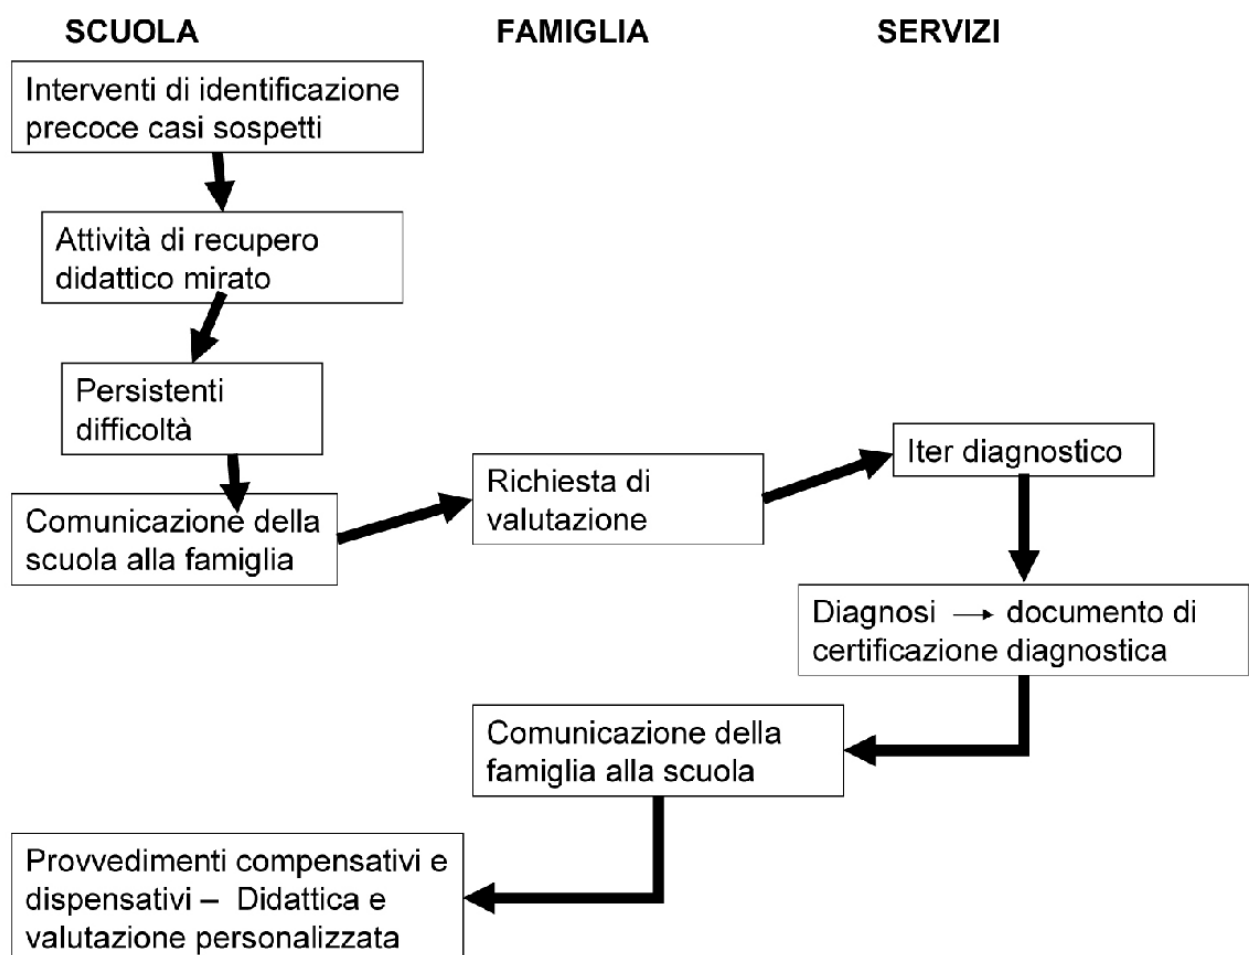 SCUOLA FAMIGLIA SERVIZI
Interventi di identificazione
precoce casi sospetti
Attività di recupero
didattico mirato
Persistenti
difficoltà
Comunicazione della
scuola alla famiglia
Richiesta di
valutazione
Iter diagnostico
Diagnosi → documento di
certificazione diagnostica
Comunicazione della
famiglia alla scuola
Provvedimenti compensativi e
dispensativi – Didattica e
valutazione personalizzata